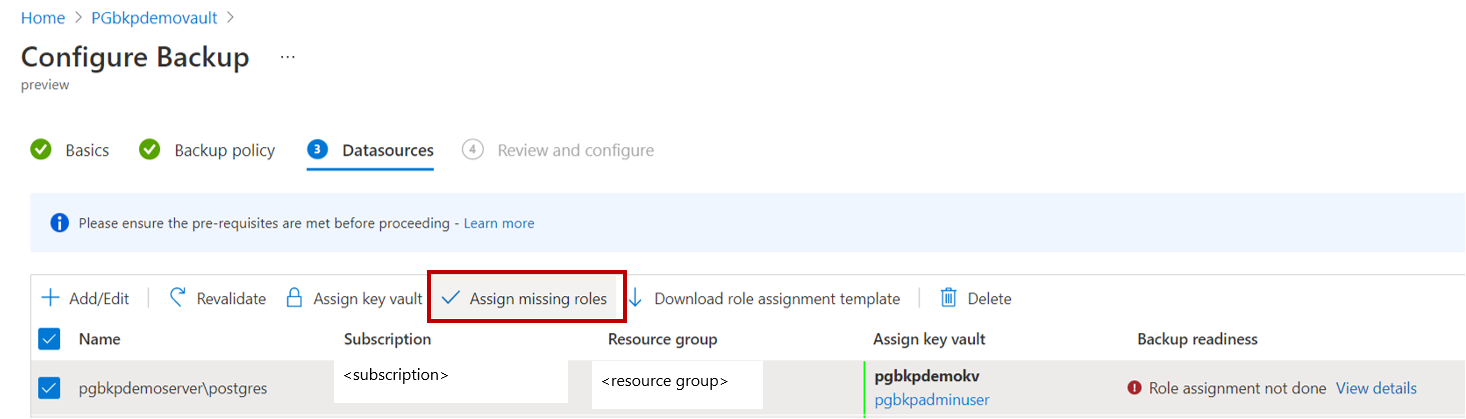 Home > PGbkpdemovault >
Configure Backup ...
preview
Basics Backup policy 3 Datasources 4 Review and configure
Please ensure the pre-requisites are met before proceeding - Learn more
Add/Edit Revalidate Assign key vault Assign missing roles Download role assignment template Delete
Name Subscription Resource group Assign key vault Backup readiness
pgbkpdemoserver\postgres <subscription> <resource group> pgbkpdemokv Role assignment not done View details
pgbkpadminuser